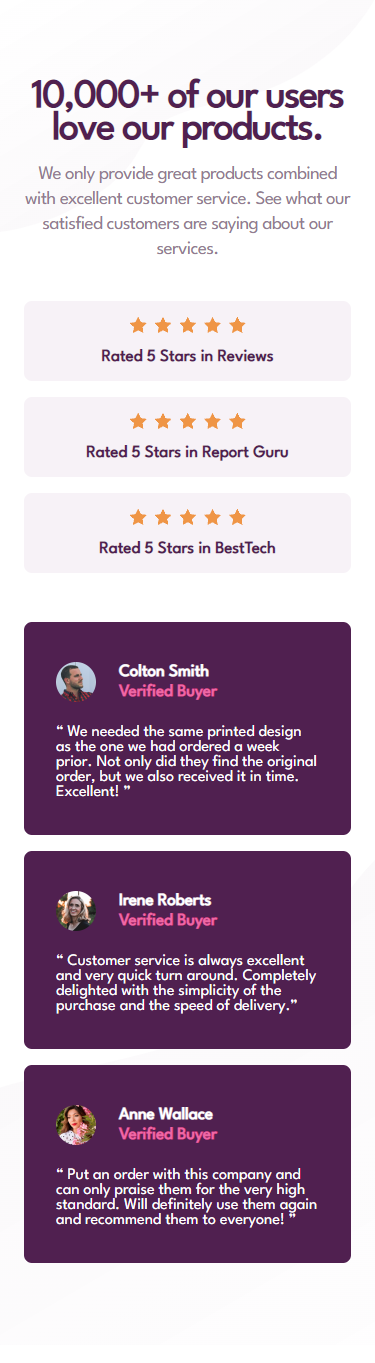 10,000+ of our users
love our products.
We only provide great products combined
with excellent customer service. See what our
satisfied customers are saying about our
services.
Rated 5 Stars in Reviews
Rated 5 Stars in Report Guru
Rated 5 Stars in BestTech
Colton Smith
Verified Buyer
“ We needed the same printed design
as the one we had ordered a week
prior. Not only did they find the original
order, but we also received it in time.
Excellent! ”
Irene Roberts
Verified Buyer
“ Customer service is always excellent
and very quick turn around. Completely
delighted with the simplicity of the
purchase and the speed of delivery.”
Anne Wallace
Verified Buyer
“ Put an order with this company and
can only praise them for the very high
standard. Will definitely use them again
and recommend them to everyone! ”